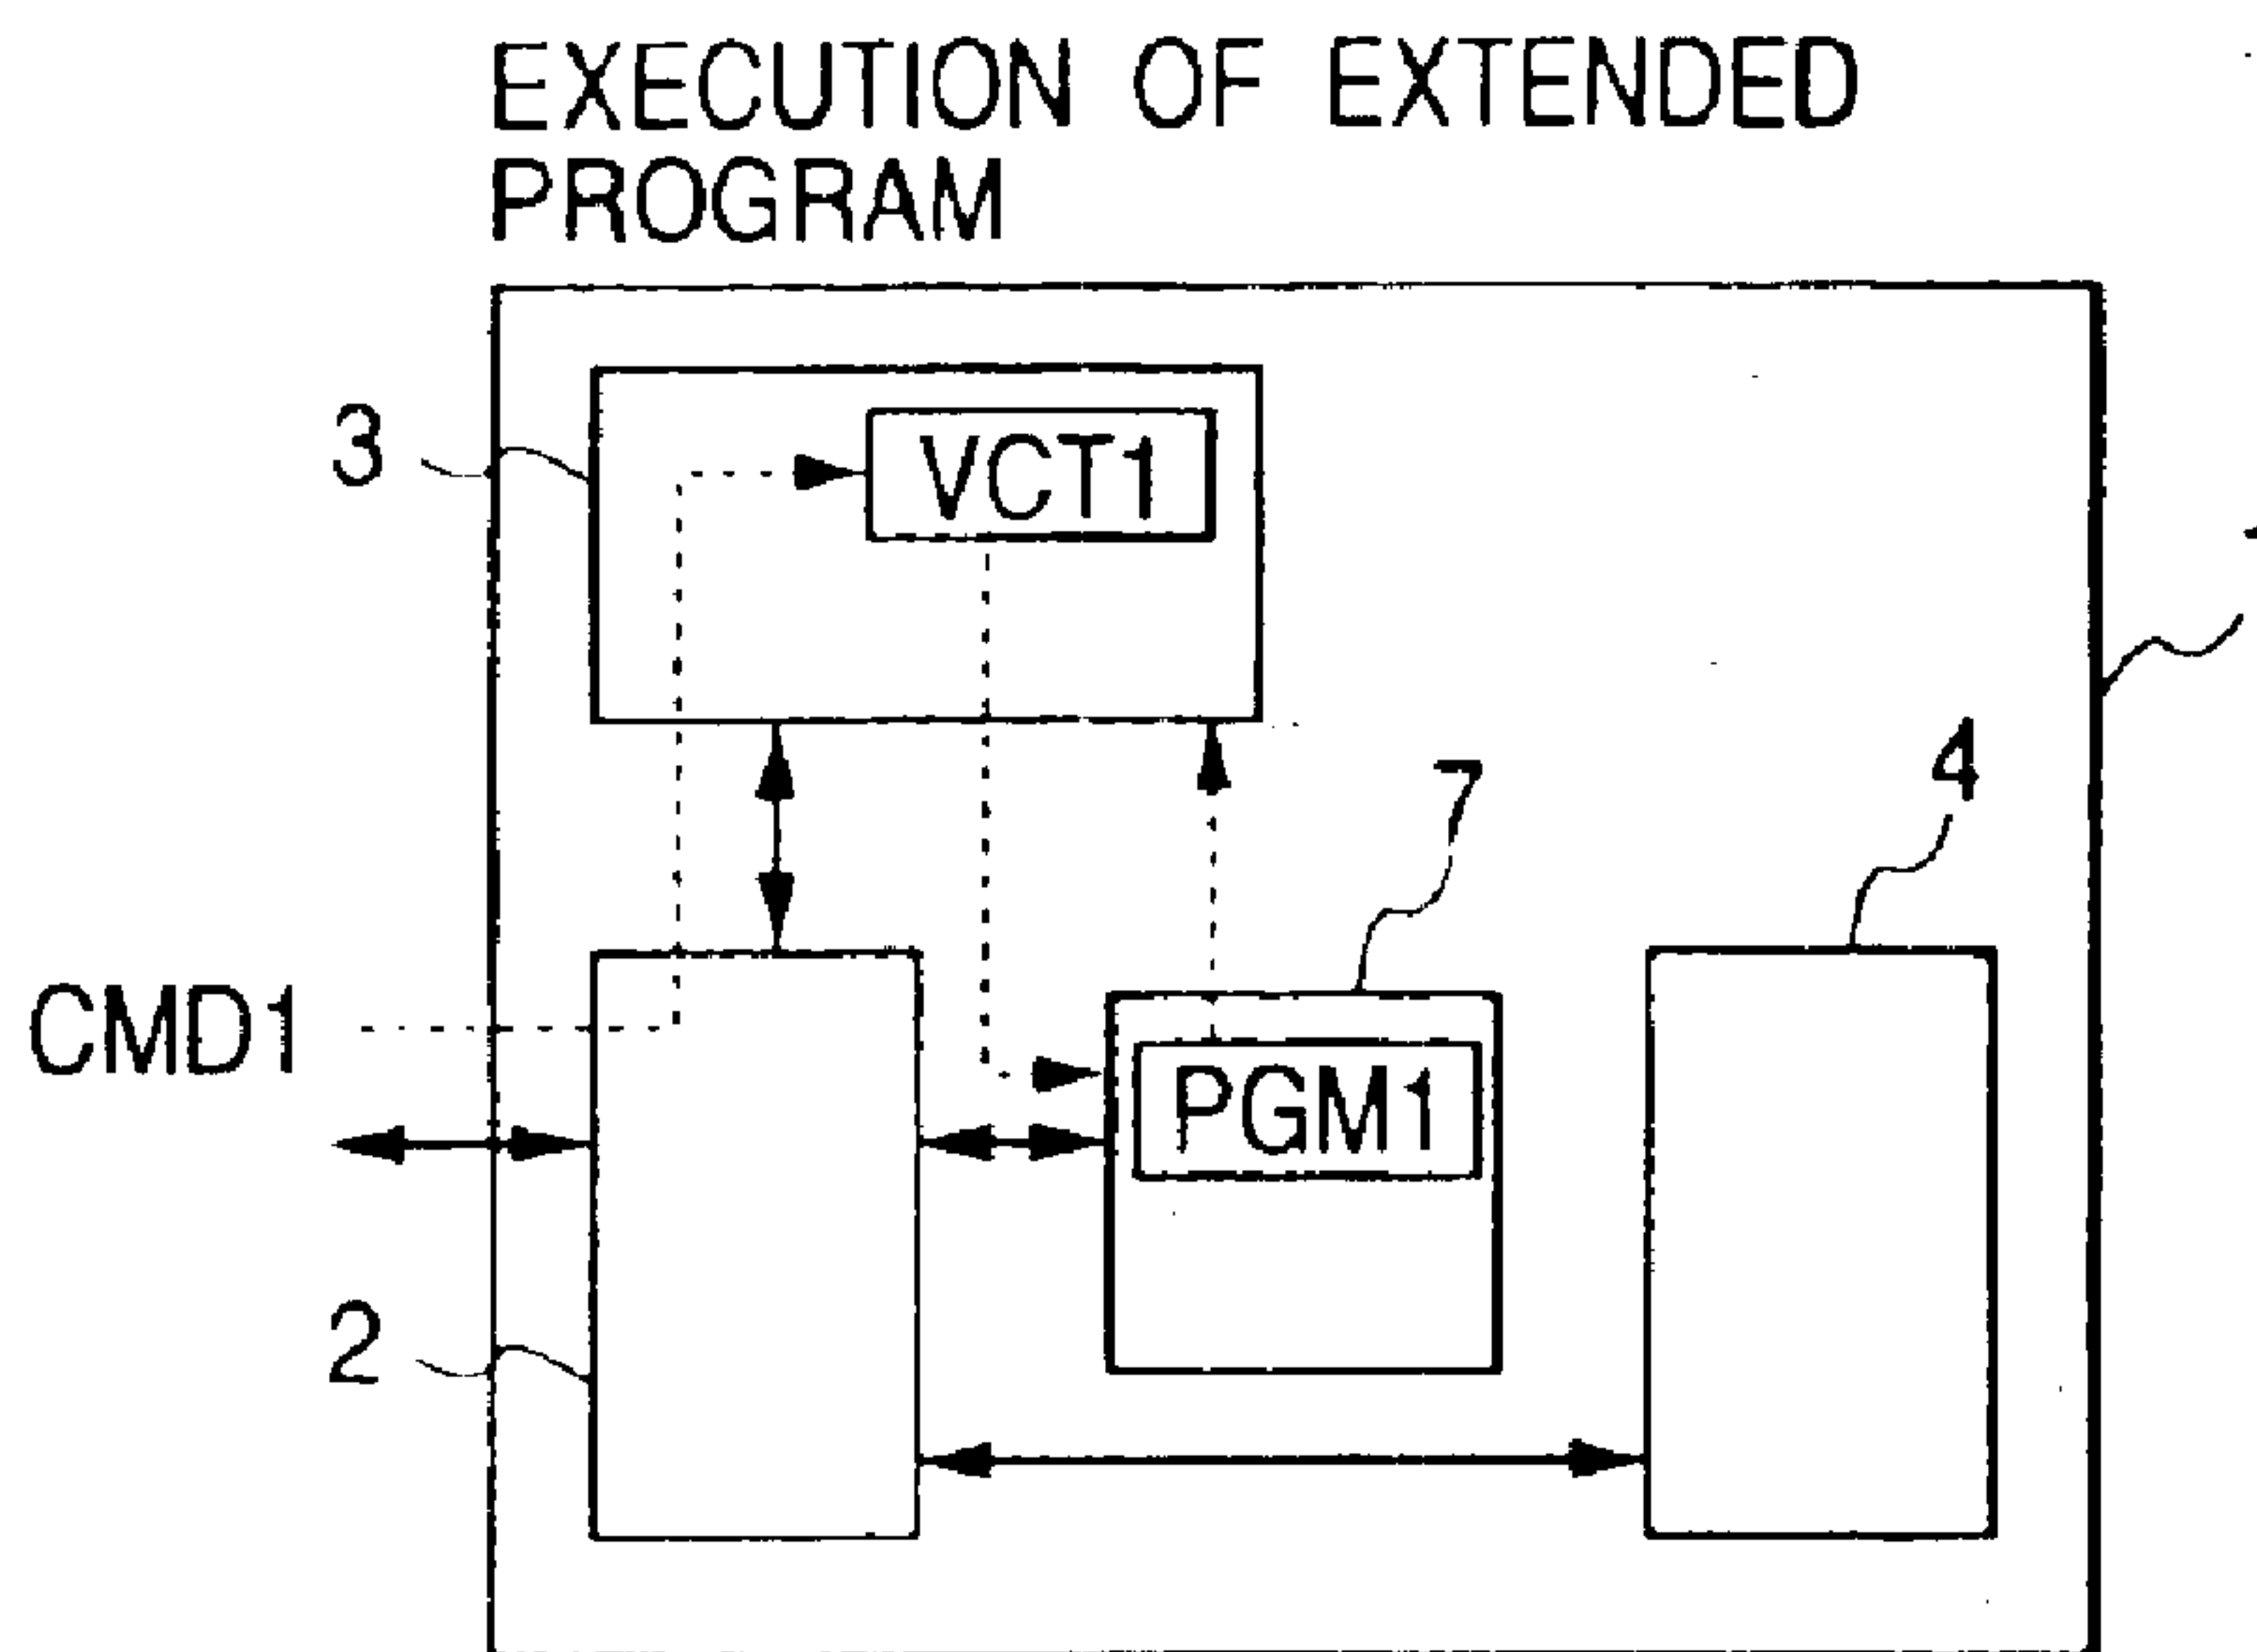 EXECUTION OF EXTENDED
PROGRAM
3
VCT1
7
4
CMD1
PGM1
2